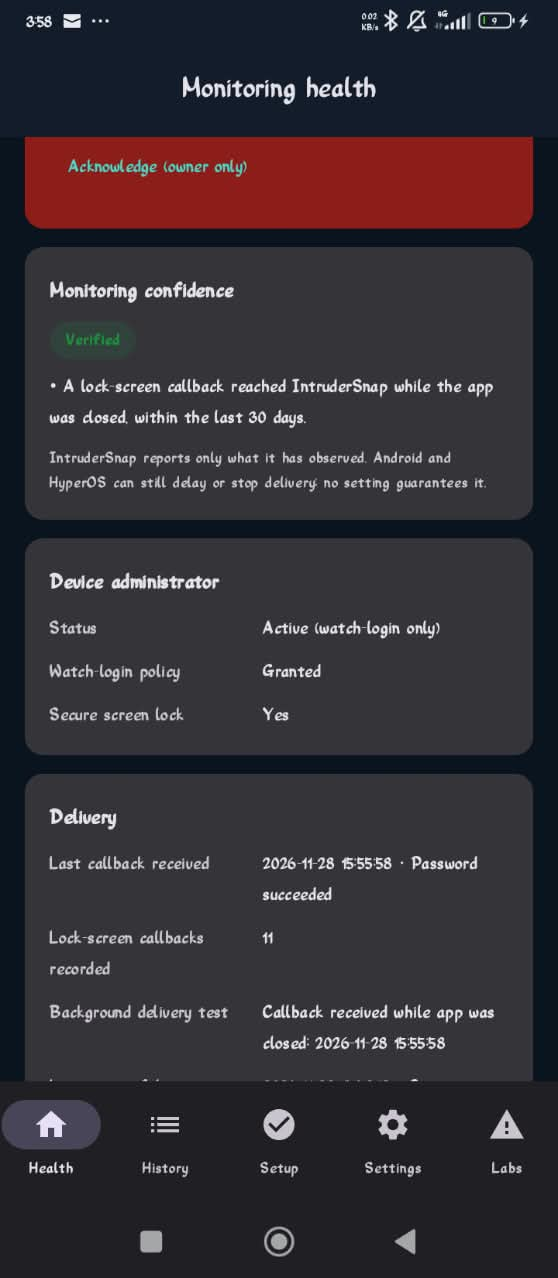 3:58
0.02 KB/s
4G
9
Monitoring health
Acknowledge (owner only)
Monitoring confidence
Verified
• A lock-screen callback reached IntruderSnap while the app
was closed, within the last 30 days.
IntruderSnap reports only what it has observed. Android and
HyperOS can still delay or stop delivery; no setting guarantees it.
Device administrator
Status Active (watch-login only)
Watch-login policy Granted
Secure screen lock Yes
Delivery
Last callback received 2026-11-28 15:55:58 · Password
succeeded
Lock-screen callbacks 11
recorded
Background delivery test Callback received while app was
closed: 2026-11-28 15:55:58
Health
History
Setup
Settings
Labs